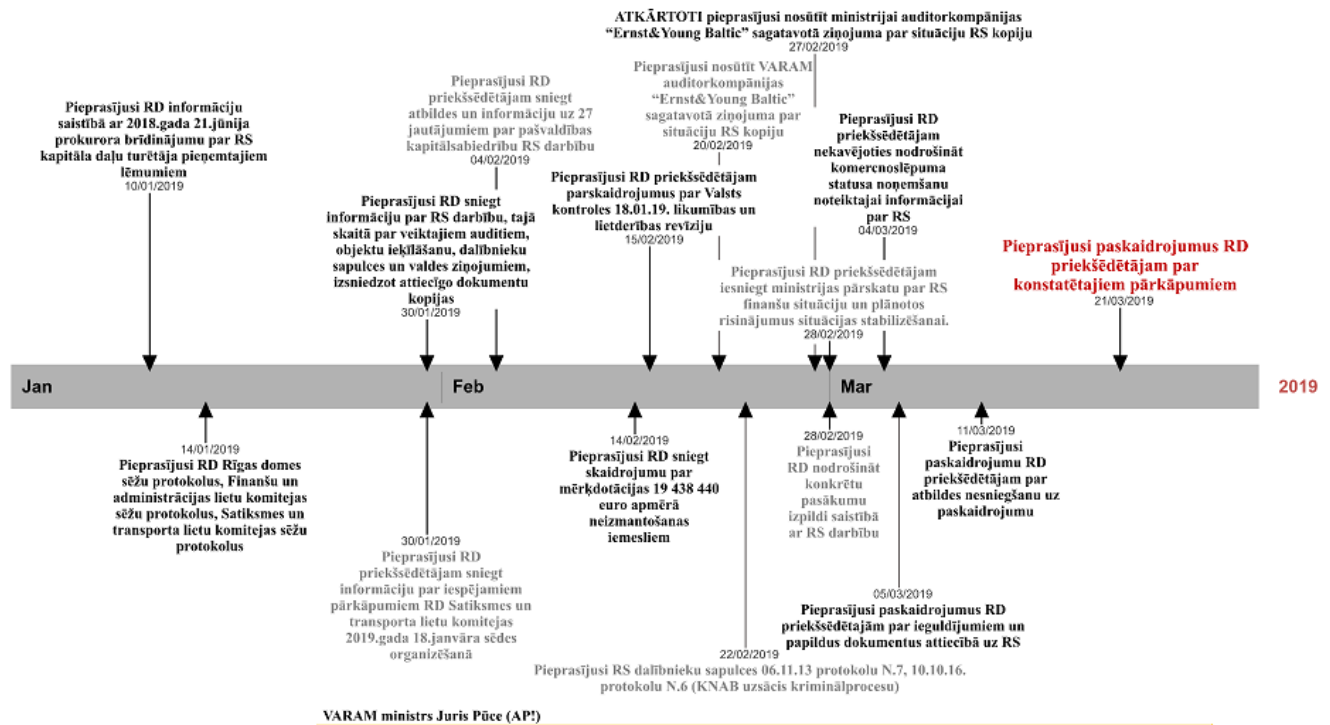 ATKĀRTOTI pieprasījusi nosūtīt ministrijai auditorkompānijas
“Ernst&Young Baltic” sagatavotā ziņojuma par situāciju RS kopiju
27/02/2019
Pieprasījusi RD informāciju
saistībā ar 2018.gada 21.jūnija
prokurora brīdinājumu par RS
kapitāla daļu turētāja pieņemtajiem
lēmumiem
10/01/2019
Pieprasījusi RD sniegt
informāciju par RS darbību, tajā
skaitā par veiktajiem auditiem,
objektu ieķīlāšanu, dalībnieku
sapulces un valdes ziņojumiem,
izsniedzot attiecīgo dokumentu
kopijas
30/01/2019
Pieprasījusi RD
priekšsēdētājam sniegt
atbildes un informāciju uz 27
jautājumiem par pašvaldības
kapitālsabiedrību RS darbību
04/02/2019
Pieprasījusi RD priekšsēdētājam
parskaidrojumus par Valsts
kontroles 18.01.19. likumības un
lietderības revīziju
15/02/2019
Pieprasījusi nosūtīt VARAM
auditorkompānijas
“Ernst&Young Baltic”
sagatavotā ziņojuma par
situāciju RS kopiju
20/02/2019
Pieprasījusi RD priekšsēdētājam
iesniegt ministrijas pārskatu par RS
finanšu situāciju un plānotos
risinājumus situācijas stabilizēšanai.
28/02/2019
Pieprasījusi RD
priekšsēdētājam
nekavējoties nodrošināt
komercnoslēpuma
statusa noņemšanu
noteiktajai informācijai
par RS
04/03/2019
Pieprasījusi paskaidrojumus RD
priekšēdētājam par
konstatētajiem pārkāpumiem
21/03/2019
Jan
Feb
Mar
2019
14/01/2019
Pieprasījusi RD Rīgas domes
sēžu protokolus, Finanšu un
administrācijas lietu komitejas
sēžu protokolus, Satiksmes un
transporta lietu komitejas sēžu
protokolus
30/01/2019
Pieprasījusi RD
priekšsēdētājam sniegt
informāciju par iespējamiem
pārkāpumiem RD Satiksmes un
transporta lietu komitejas
2019.gada 18.janvāra sēdes
organizēšanā
14/02/2019
Pieprasījusi RD sniegt
skaidrojumu par
mērķdotācijas 19 438 440
euro apmērā
neizmantošanas
iemesliem
22/02/2019
Pieprasījusi RS dalībnieku sapulces 06.11.13 protokolu N.7, 10.10.16.
protokolu N.6 (KNAB uzsācis kriminālprocesu)
28/02/2019
Pieprasījusi
RD nodrošināt
konkrētu
pasākumu
izpildi saistībā
ar RS darbību
05/03/2019
Pieprasījusi paskaidrojumus RD
priekšsēdētajām par ieguldījumiem un
papildus dokumentus attiecībā uz RS
11/03/2019
Pieprasījusi
paskaidrojumu RD
priekšēdētājam par
atbildes nesniegšanu uz
paskaidrojumu
VARAM ministrs Juris Pūce (AP!)